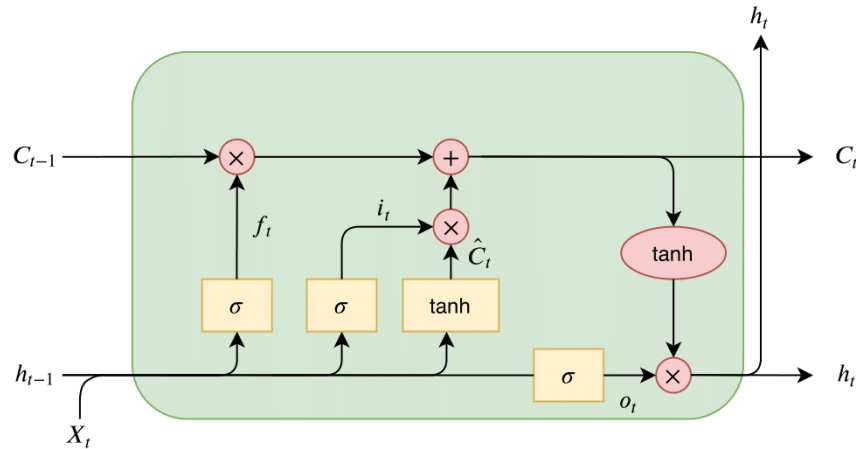 h_t
C_{t-1} × + C_t
f_t i_t ×
Ĉ_t tanh
σ σ tanh
h_{t-1} σ × h_t
o_t
X_t